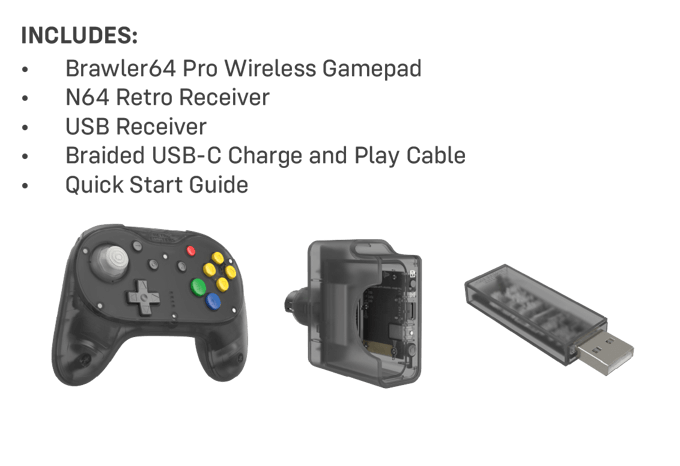 INCLUDES:
• Brawler64 Pro Wireless Gamepad
• N64 Retro Receiver
• USB Receiver
• Braided USB-C Charge and Play Cable
• Quick Start Guide